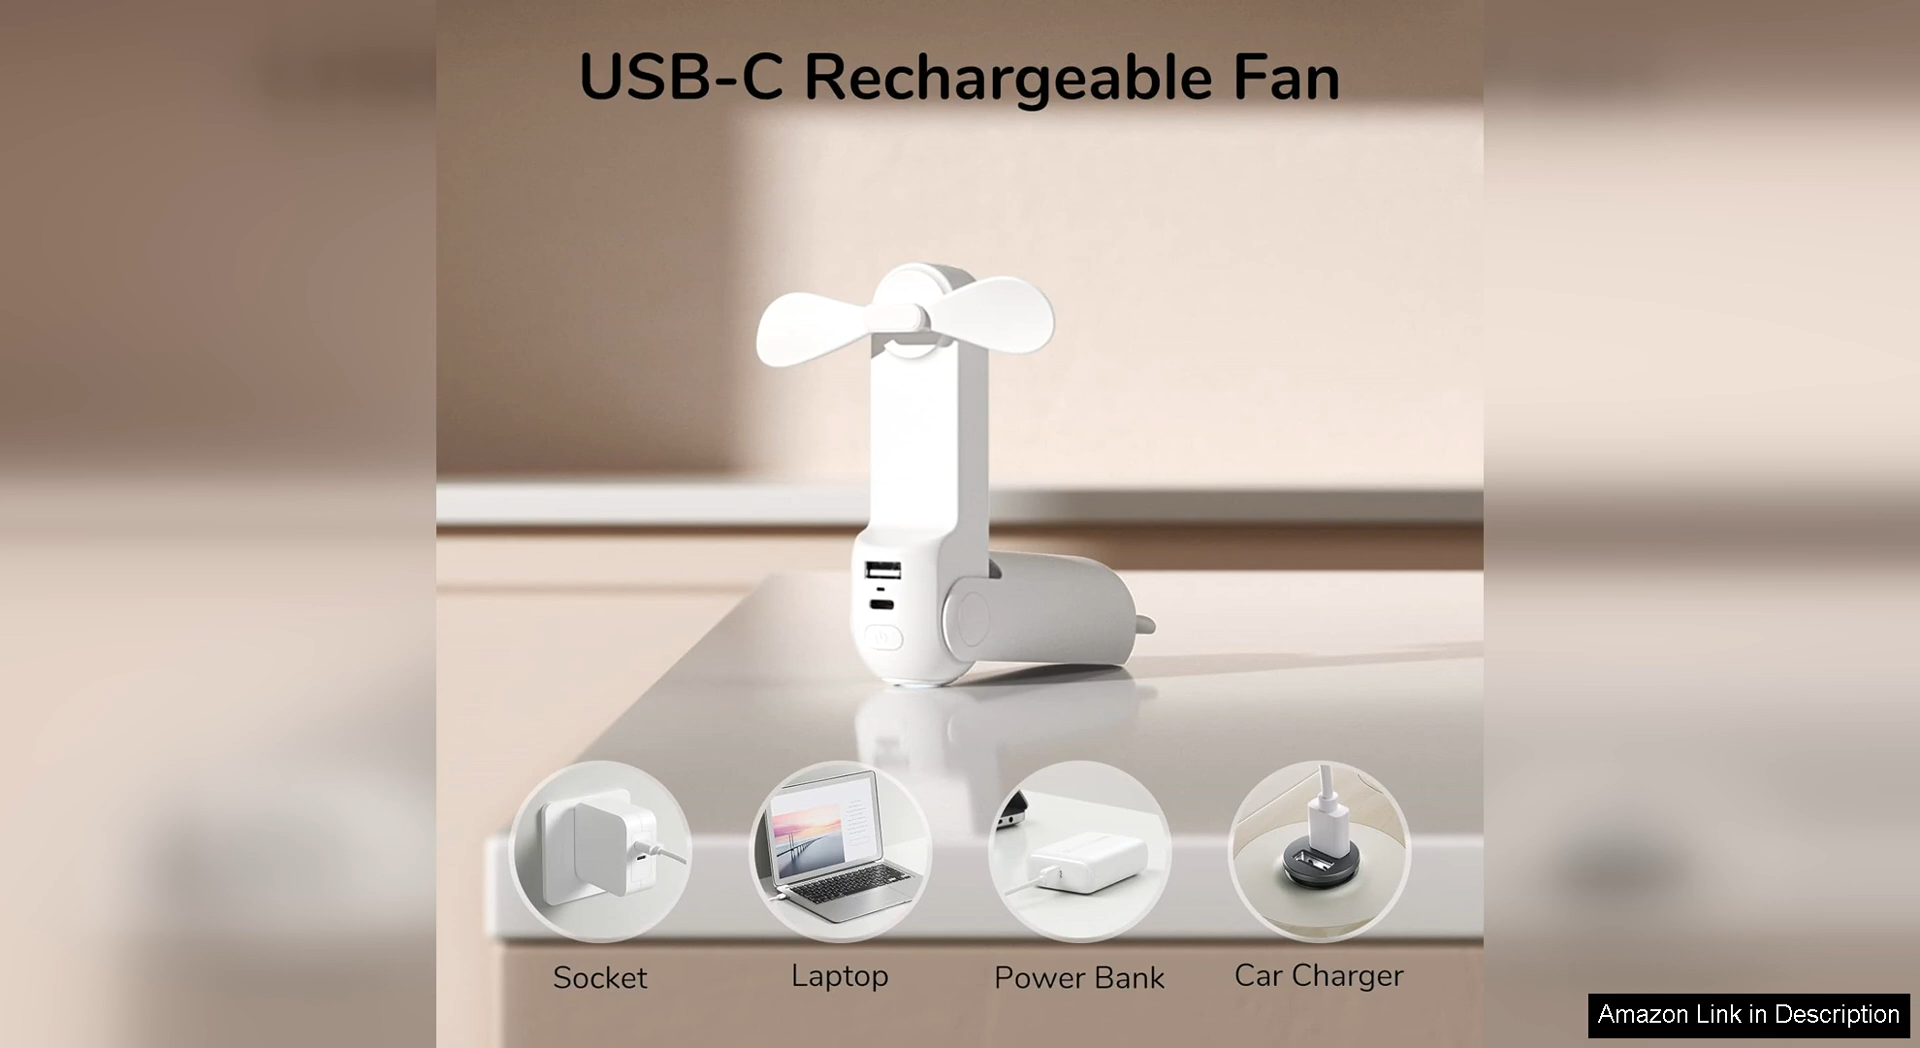 USB-C Rechargeable Fan
Socket
Laptop
Power Bank
Car Charger
Amazon Link in Description